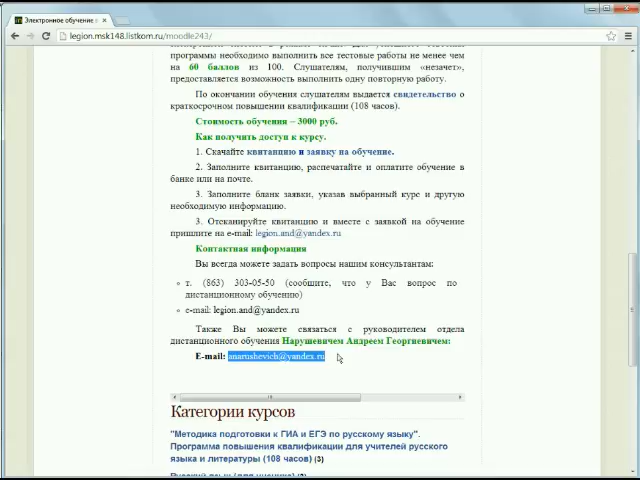 Электронное обучение в
legion.msk148.listkom.ru/moodle243/
программы необходимо выполнить все тестовые работы не менее чем
на 60 баллов из 100. Слушателям, получившим «незачет»,
предоставляется возможность выполнить одну повторную работу.
По окончании обучения слушателям выдается свидетельство о
краткосрочном повышении квалификации (108 часов).
Стоимость обучения – 3000 руб.
Как получить доступ к курсу.
1. Скачайте квитанцию и заявку на обучение.
2. Заполните квитанцию, распечатайте и оплатите обучение в
банке или на почте.
3. Заполните бланк заявки, указав выбранный курс и другую
необходимую информацию.
3. Отсканируйте квитанцию и вместе с заявкой на обучение
пришлите на e-mail: legion.and@yandex.ru
Контактная информация
Вы всегда можете задать вопросы нашим консультантам:
т. (863) 303-05-50 (сообщите, что у Вас вопрос по
дистанционному обучению)
e-mail: legion.and@yandex.ru
Также Вы можете связаться с руководителем отдела
дистанционного обучения Нарушевичем Андреем Георгиевичем:
E-mail: anarushevich@yandex.ru
Категории курсов
"Методика подготовки к ГИА и ЕГЭ по русскому языку".
Программа повышения квалификации для учителей русского
языка и литературы (108 часов) (3)